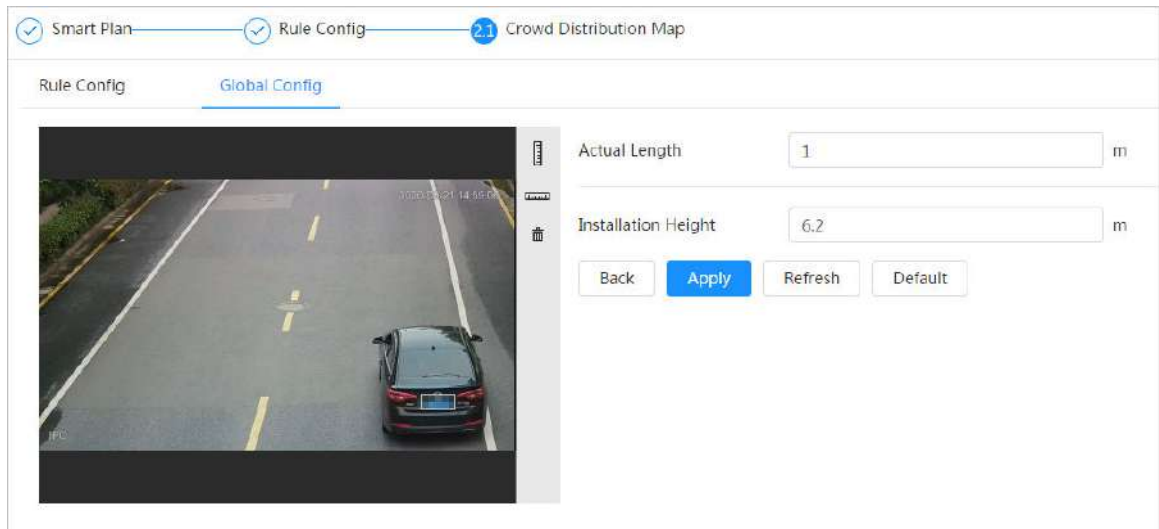 Smart Plan
Rule Config
2.1 Crowd Distribution Map
Rule Config
Global Config
Actual Length 1 m
Installation Height 6.2 m
Back Apply Refresh Default
IPC